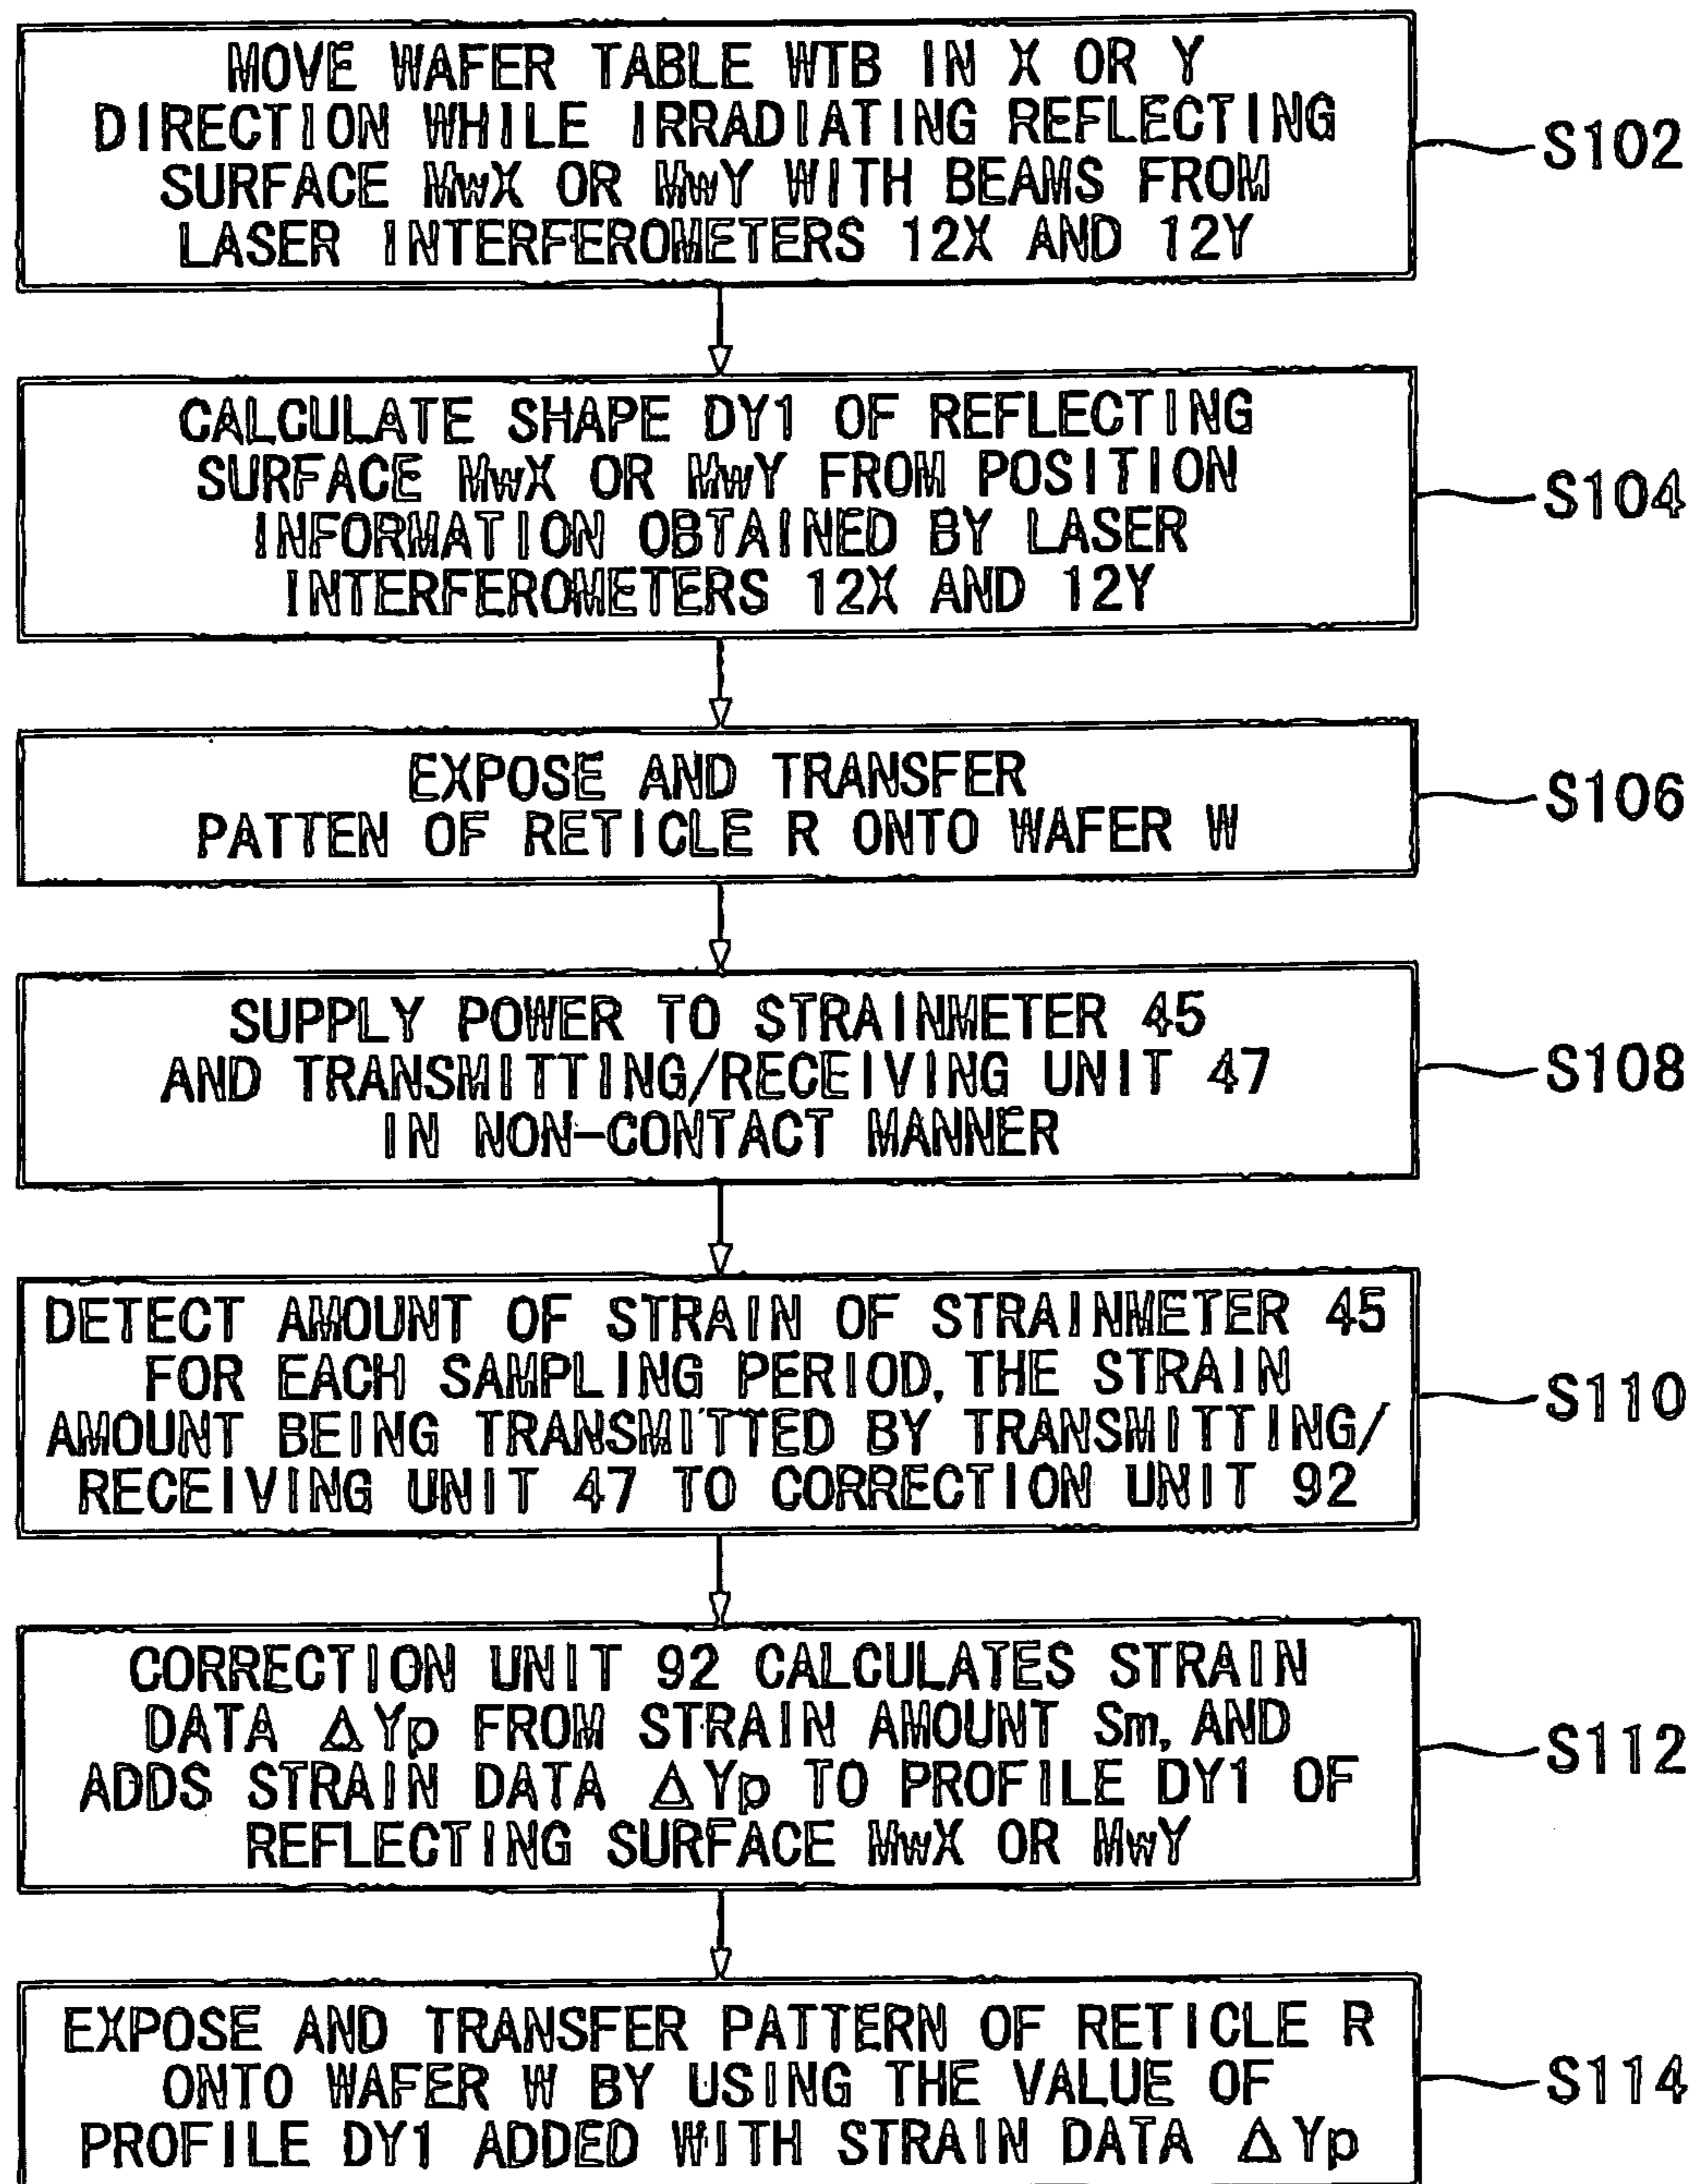 MOVE WAFER TABLE WTB IN X OR Y
DIRECTION WHILE IRRADIATING REFLECTING
SURFACE MwX OR MwY WITH BEAMS FROM
LASER INTERFEROMETERS 12X AND 12Y
S102
CALCULATE SHAPE DY1 OF REFLECTING
SURFACE MwX OR MwY FROM POSITION
INFORMATION OBTAINED BY LASER
INTERFEROMETERS 12X AND 12Y
S104
EXPOSE AND TRANSFER
PATTEN OF RETICLE R ONTO WAFER W
S106
SUPPLY POWER TO STRAINMETER 45
AND TRANSMITTING/RECEIVING UNIT 47
IN NON-CONTACT MANNER
S108
DETECT AMOUNT OF STRAIN OF STRAINMETER 45
FOR EACH SAMPLING PERIOD, THE STRAIN
AMOUNT BEING TRANSMITTED BY TRANSMITTING/
RECEIVING UNIT 47 TO CORRECTION UNIT 92
S110
CORRECTION UNIT 92 CALCULATES STRAIN
DATA ΔYp FROM STRAIN AMOUNT Sm, AND
ADDS STRAIN DATA ΔYp TO PROFILE DY1 OF
REFLECTING SURFACE MwX OR MwY
S112
EXPOSE AND TRANSFER PATTERN OF RETICLE R
ONTO WAFER W BY USING THE VALUE OF
PROFILE DY1 ADDED WITH STRAIN DATA ΔYp
S114